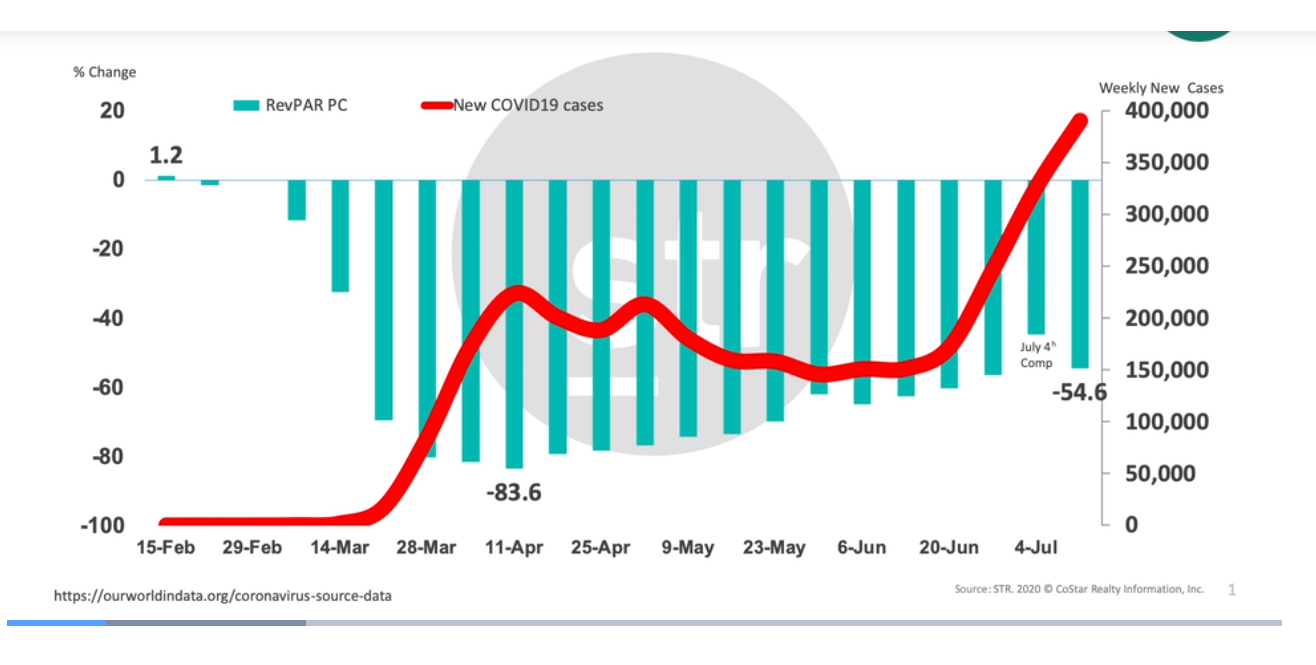 % Change
Weekly New Cases
RevPAR PC
New COVID19 cases
20
0
-20
-40
-60
-80
-100
1.2
-83.6
July 4h
Comp
-54.6
400,000
350,000
300,000
250,000
200,000
150,000
100,000
50,000
0
str
15-Feb 29-Feb 14-Mar 28-Mar 11-Apr 25-Apr 9-May 23-May 6-Jun 20-Jun 4-Jul
https://ourworldindata.org/coronavirus-source-data
Source: STR. 2020 © CoStar Realty Information, Inc. 1